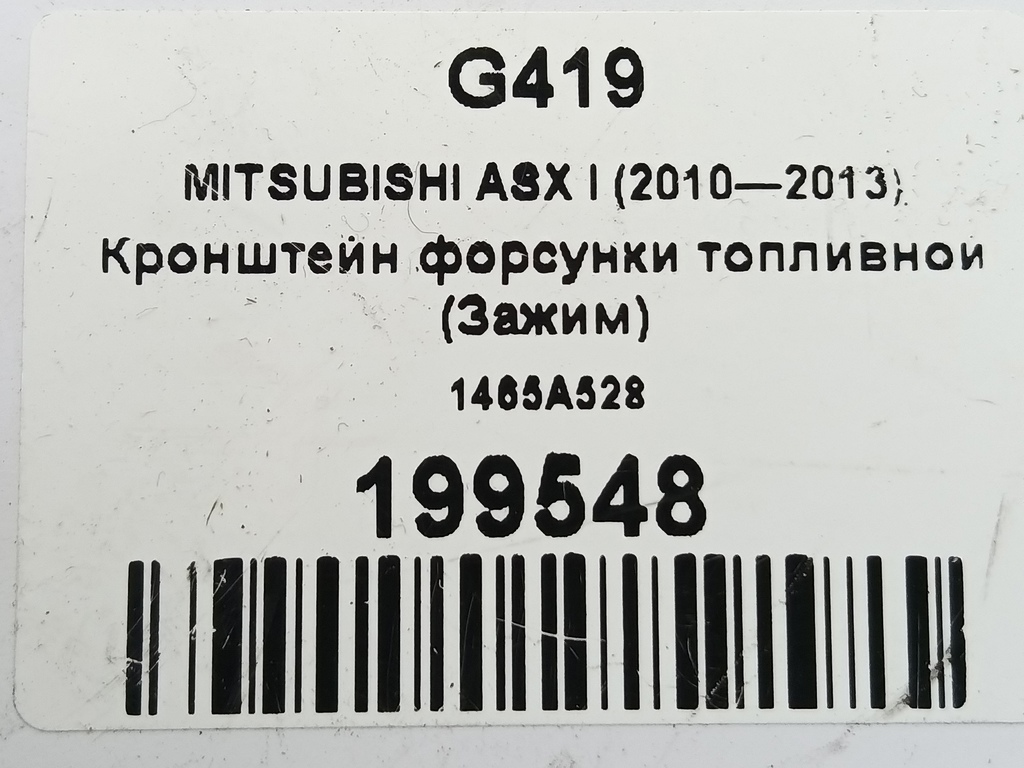 G419
MITSUBISHI ASX I (2010—2013)
Кронштейн форсунки топливной
(Зажим)
1465A528
199548